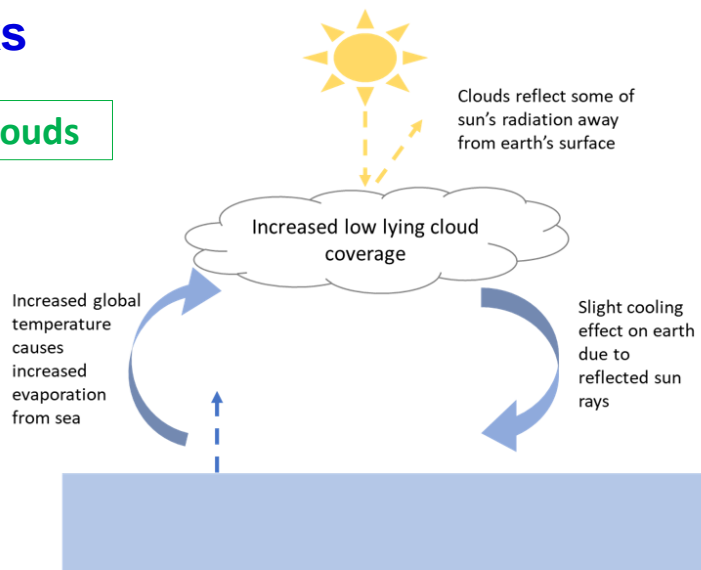 Clouds reflect some of
sun's radiation away
from earth's surface
Increased low lying cloud
coverage
Increased global
temperature
causes
increased
evaporation
from sea
Slight cooling
effect on earth
due to
reflected sun
rays